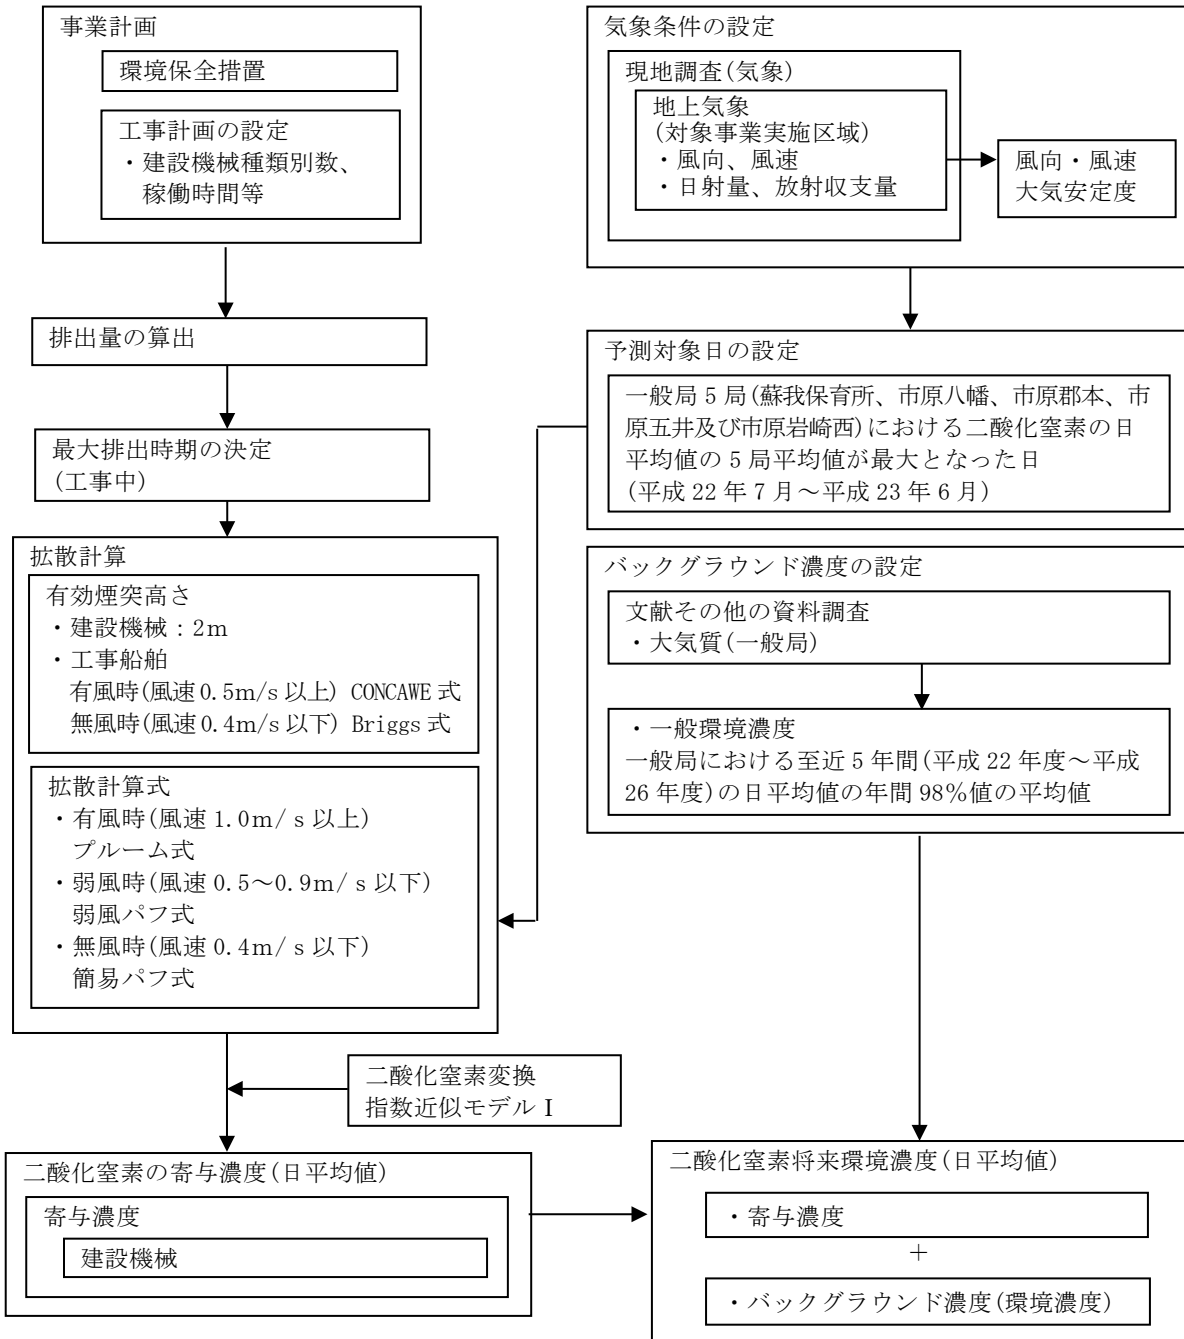 事業計画
環境保全措置
工事計画の設定
・建設機械種類別数、
稼働時間等
排出量の算出
最大排出時期の決定
(工事中)
拡散計算
有効煙突高さ
・建設機械：2m
・工事船舶
有風時(風速0.5m/s以上) CONCAWE式
無風時(風速0.4m/s以下) Briggs式
拡散計算式
・有風時(風速1.0m/s以上)
プルーム式
・弱風時(風速0.5～0.9m/s以下)
弱風パフ式
・無風時(風速0.4m/s以下)
簡易パフ式
二酸化窒素変換
指数近似モデルⅠ
二酸化窒素の寄与濃度(日平均値)
寄与濃度
建設機械
気象条件の設定
現地調査(気象)
地上気象
(対象事業実施区域)
・風向、風速
・日射量、放射収支量
風向・風速
大気安定度
予測対象日の設定
一般局5局(蘇我保育所、市原八幡、市原郡本、市
原五井及び市原岩崎西)における二酸化窒素の日
平均値の5局平均値が最大となった日
(平成22年7月～平成23年6月)
バックグラウンド濃度の設定
文献その他の資料調査
・大気質(一般局)
・一般環境濃度
一般局における至近5年間(平成22年度～平成
26年度)の日平均値の年間98%値の平均値
二酸化窒素将来環境濃度(日平均値)
・寄与濃度
＋
・バックグラウンド濃度(環境濃度)